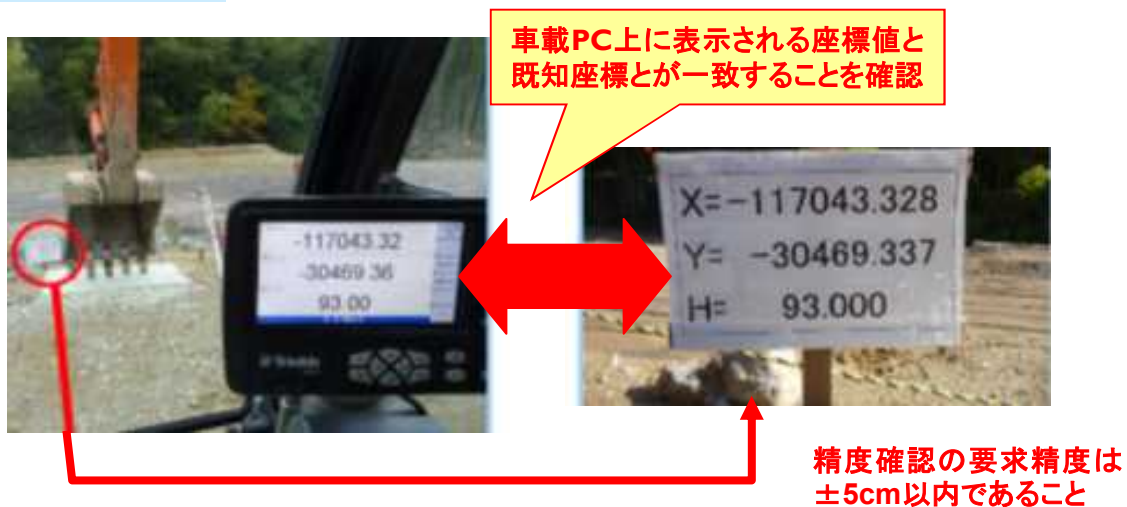 車載PC上に表示される座標値と
既知座標とが一致することを確認
-117043.32
-30469.36
93.00
X=-117043.328
Y= -30469.337
H= 93.000
Trimble
精度確認の要求精度は
±5cm以内であること